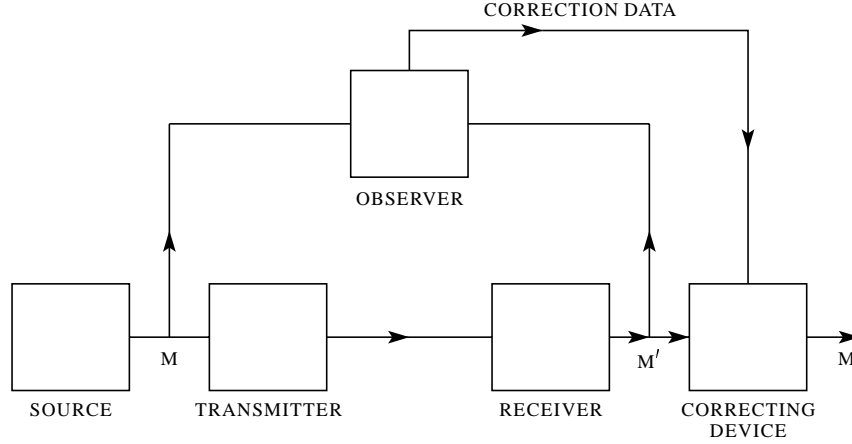 CORRECTION DATA
OBSERVER
M
M′
M
SOURCE
TRANSMITTER
RECEIVER
CORRECTING
DEVICE